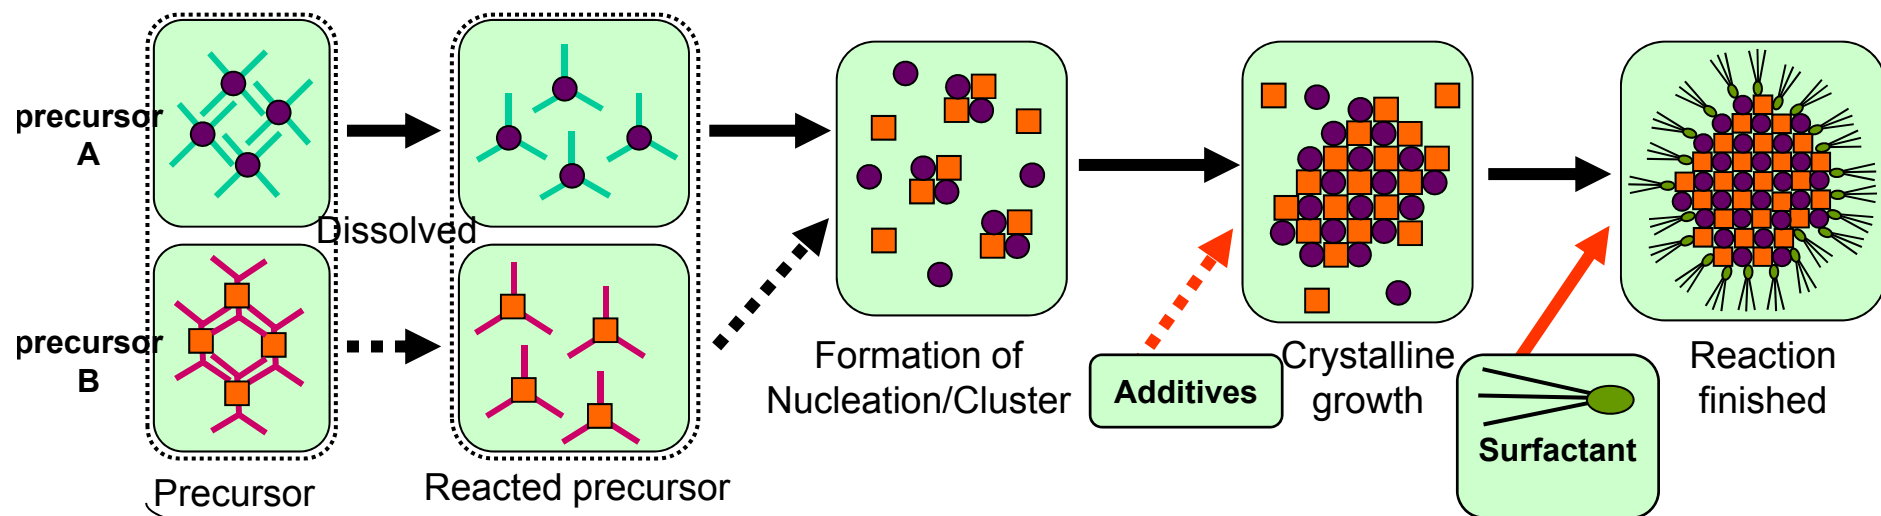 precursor
A
Dissolved
precursor
B
Precursor
Reacted precursor
Formation of
Nucleation/Cluster
Additives
Crystalline
growth
Surfactant
Reaction
finished